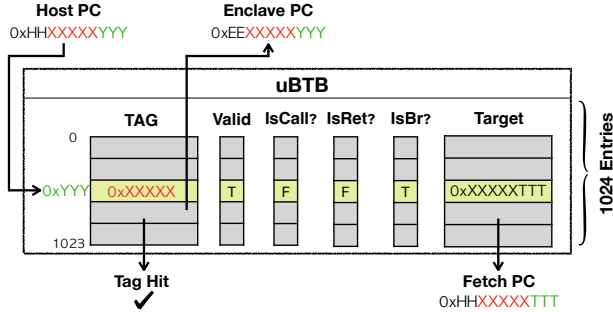 Host PC
Enclave PC
0xHHXXXXXYYY
0xEEXXXXXYYY
uBTB
TAG
Valid
IsCall?
IsRet?
IsBr?
Target
0
0xYYY
0xXXXXX
T
F
F
T
0xXXXXXTTT
1023
1024 Entries
Tag Hit
Fetch PC
0xHHXXXXXTTT